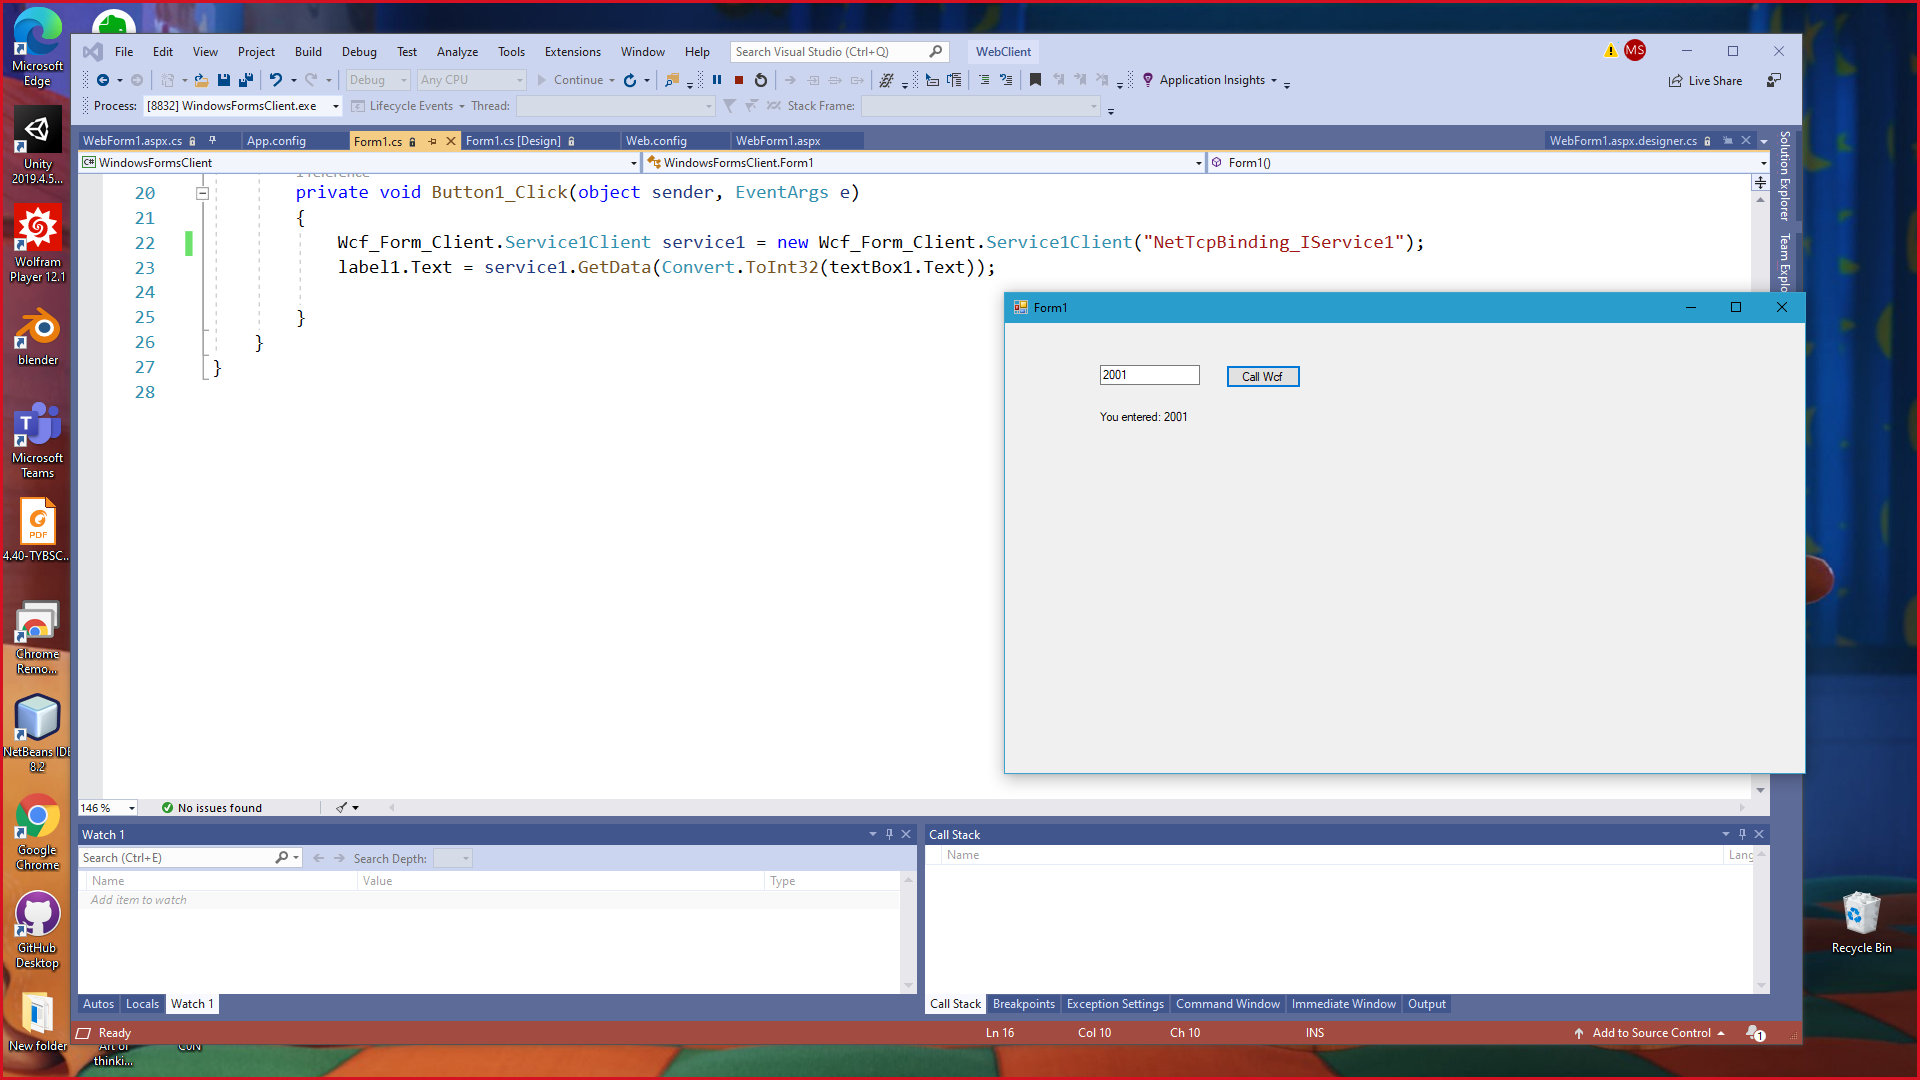 Microsoft
Edge
Unity
2019.4.5...
Wolfram
Player 12.1
blender
Microsoft
Teams
PDF
4.40-TYBSC...
Chrome
Remo...
NetBeans IDE
8.2
Google
Chrome
GitHub
Desktop
New folder
Art of
thinki...
Recycle Bin
File Edit View Project Build Debug Test Analyze Tools Extensions Window Help Search Visual Studio (Ctrl+Q) WebClient MS
Debug Any CPU Continue Application Insights Live Share
Process: [8832] WindowsFormsClient.exe Lifecycle Events Thread: Stack Frame:
WebForm1.aspx.cs App.config Form1.cs Form1.cs [Design] Web.config WebForm1.aspx WebForm1.aspx.designer.cs
C# WindowsFormsClient WindowsFormsClient.Form1 Form1()
Solution Explorer
Team Explo
20 private void Button1_Click(object sender, EventArgs e)
21 {
22 Wcf_Form_Client.Service1Client service1 = new Wcf_Form_Client.Service1Client("NetTcpBinding_IService1");
23 label1.Text = service1.GetData(Convert.ToInt32(textBox1.Text));
24
25 }
26 }
27 }
28
Form1
2001 Call Wcf
You entered: 2001
146 % No issues found
Watch 1
Search (Ctrl+E) Search Depth:
Name Value Type
Add item to watch
Autos Locals Watch 1
Call Stack
Name Lang
Call Stack Breakpoints Exception Settings Command Window Immediate Window Output
Ready Ln 16 Col 10 Ch 10 INS Add to Source Control 1